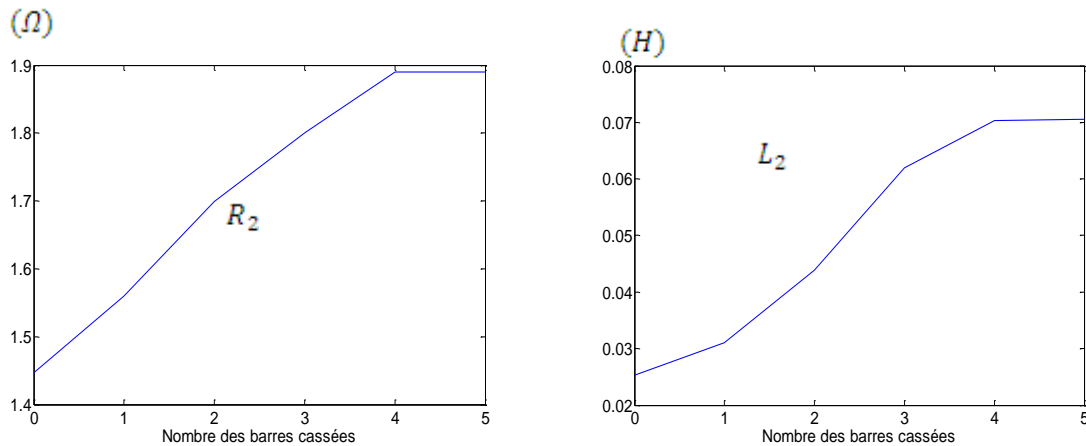 (Ω)
1.9
1.8
1.7
1.6
1.5
1.4
R₂
0 1 2 3 4 5
Nombre des barres cassées
(H)
0.08
0.07
0.06
0.05
0.04
0.03
0.02
L₂
0 1 2 3 4 5
Nombre des barres cassées